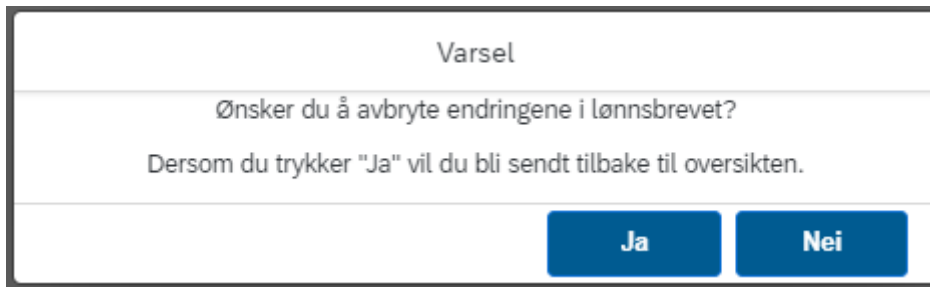 Varsel
Ønsker du å avbryte endringene i lønnsbrevet?
Dersom du trykker "Ja" vil du bli sendt tilbake til oversikten.
Ja
Nei